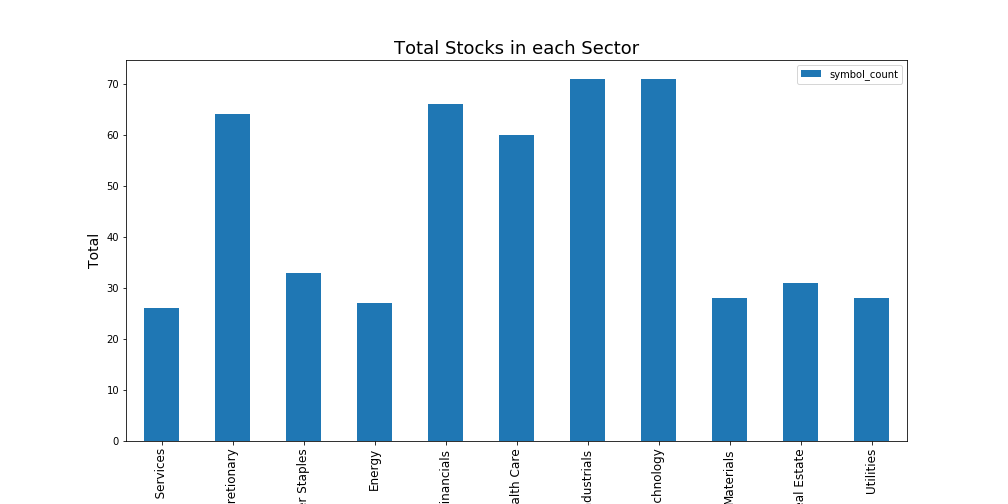 Total Stocks in each Sector
symbol_count
Total
70
60
50
40
30
20
10
0
Services
retionary
r Staples
Energy
inancials
alth Care
dustrials
chnology
Materials
al Estate
Utilities